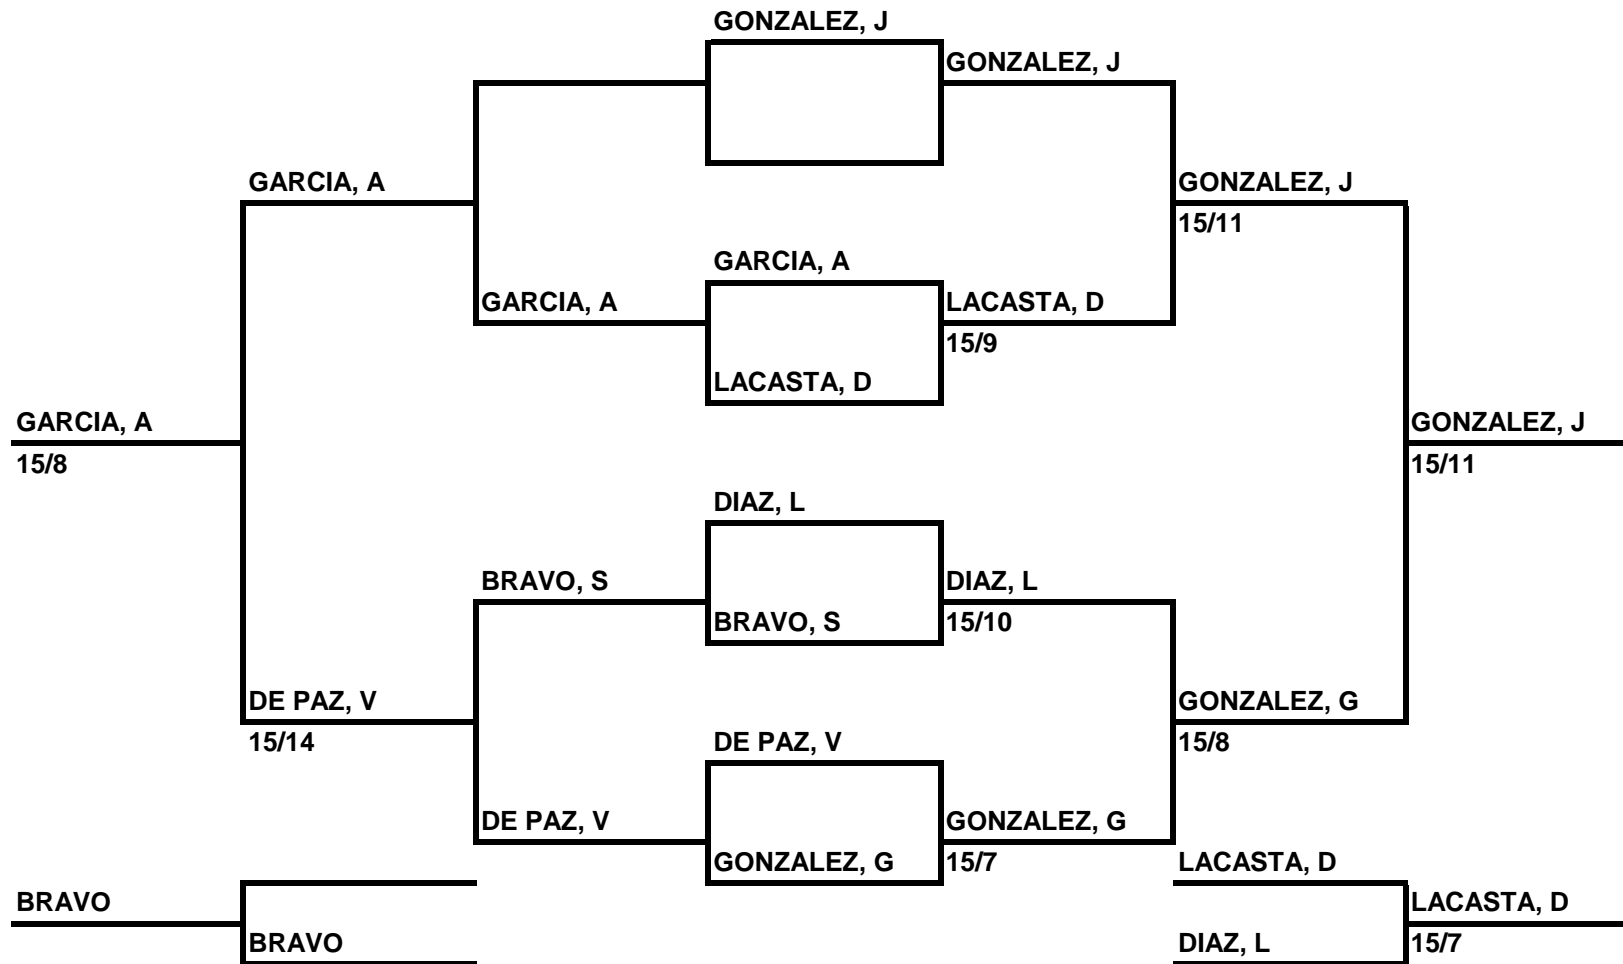 GONZALEZ, J
GONZALEZ, J
GARCIA, A
GONZALEZ, J
15/11
GARCIA, A
GARCIA, A
LACASTA, D
15/9
LACASTA, D
GARCIA, A
GONZALEZ, J
15/8
15/11
DIAZ, L
BRAVO, S
DIAZ, L
BRAVO, S
15/10
DE PAZ, V
GONZALEZ, G
15/14
DE PAZ, V
15/8
DE PAZ, V
GONZALEZ, G
GONZALEZ, G
15/7
LACASTA, D
BRAVO
LACASTA, D
BRAVO
DIAZ, L
15/7